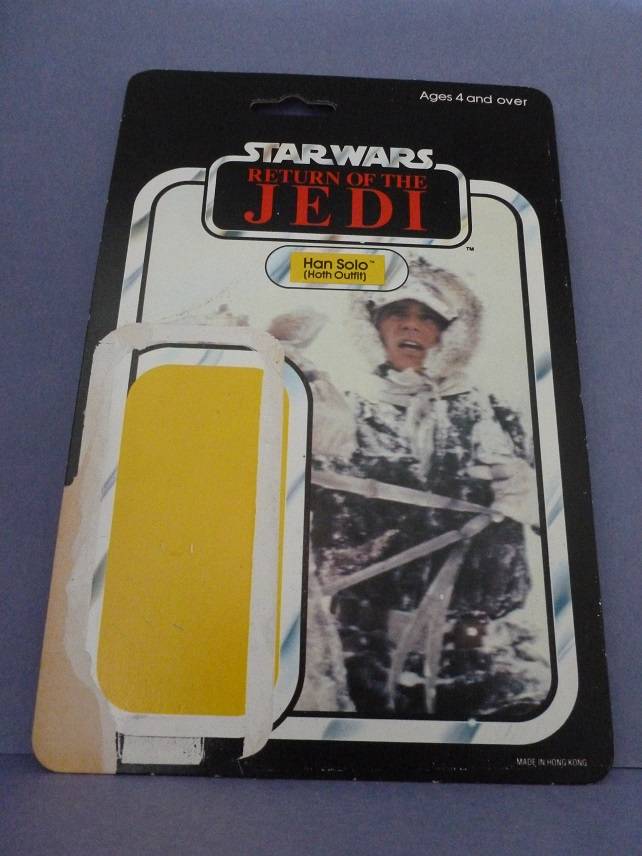 Ages 4 and over
STAR WARS
RETURN OF THE
JEDI
TM
Han Solo™
(Hoth Outfit)
MADE IN HONG KONG